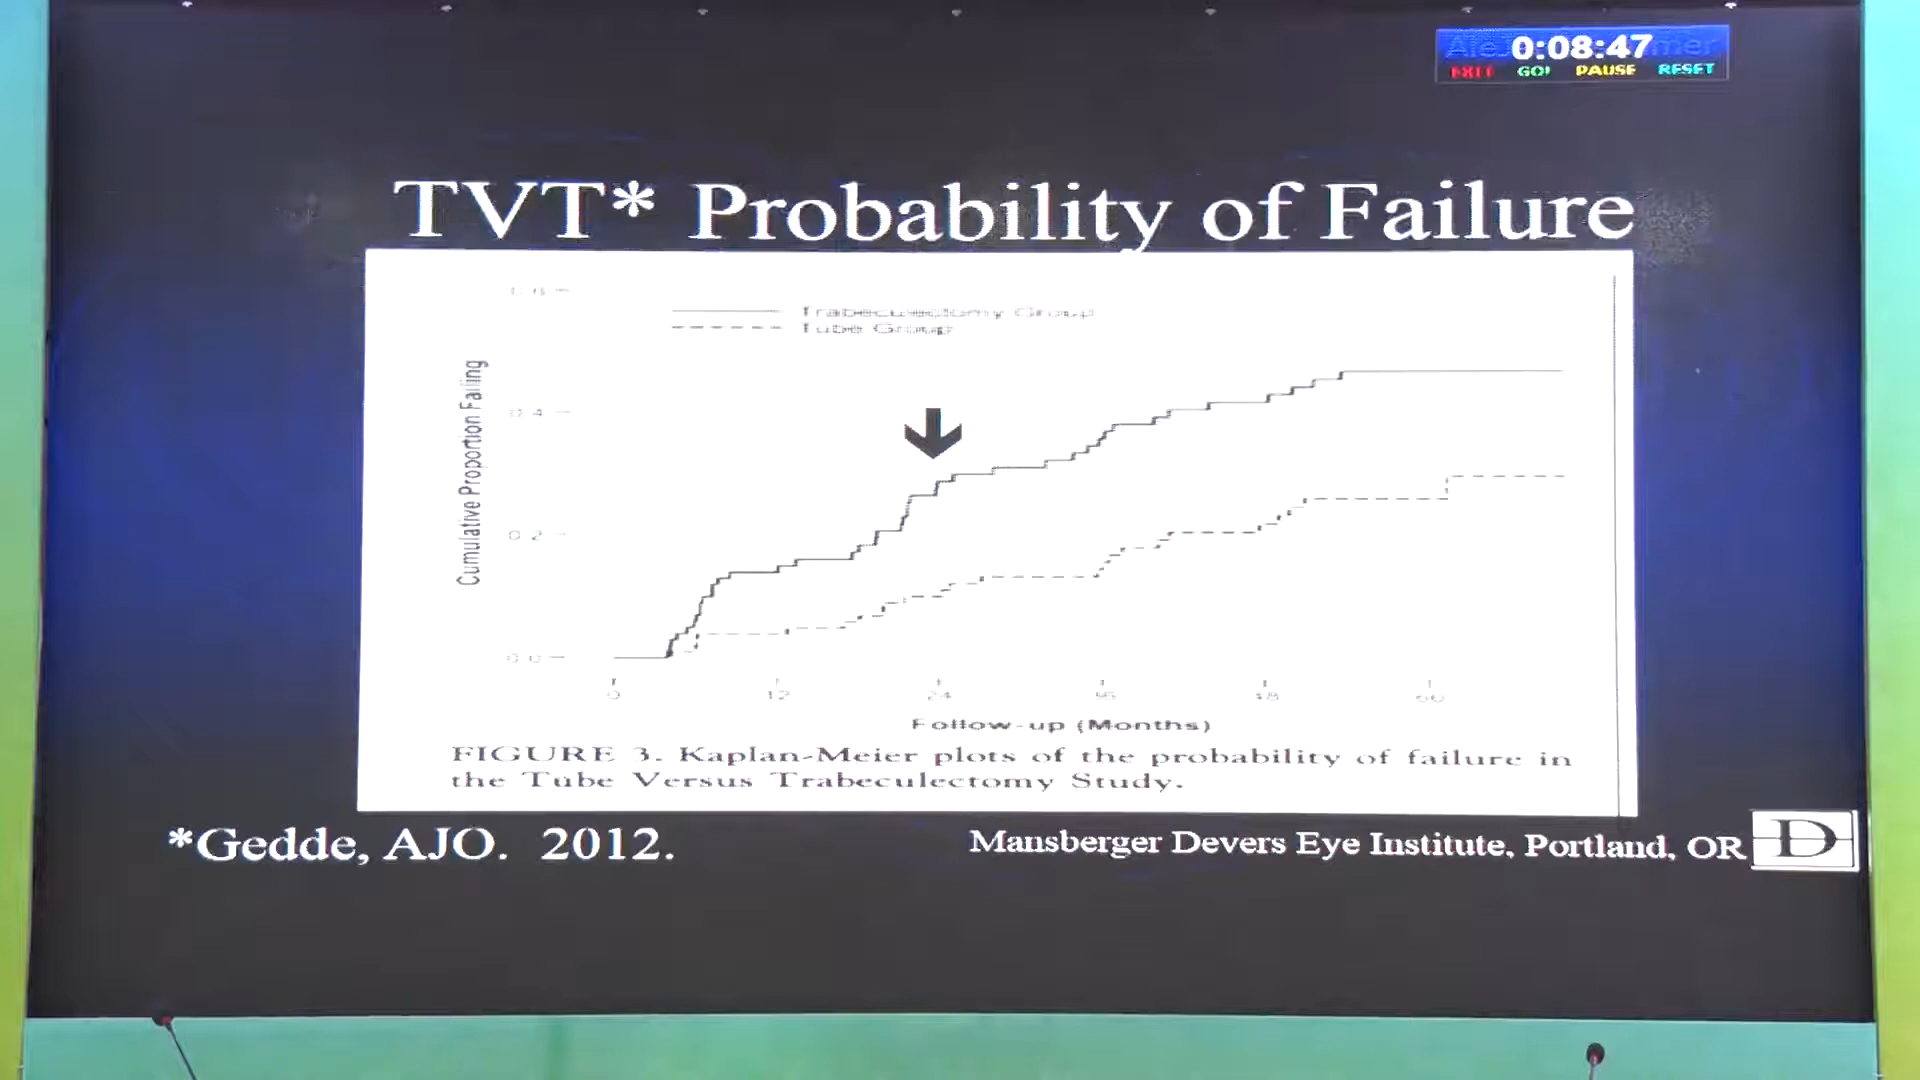 0:08:47
EXIT GO! PAUSE RESET
TVT* Probability of Failure
Trabeculectomy Group
Tube Group
Cumulative Proportion Failing
0.6
0.4
0.2
0.0
0 12 24 36 48 60
Follow-up (Months)
FIGURE 3. Kaplan-Meier plots of the probability of failure in
the Tube Versus Trabeculectomy Study.
*Gedde, AJO. 2012.
Mansberger Devers Eye Institute, Portland, OR
D